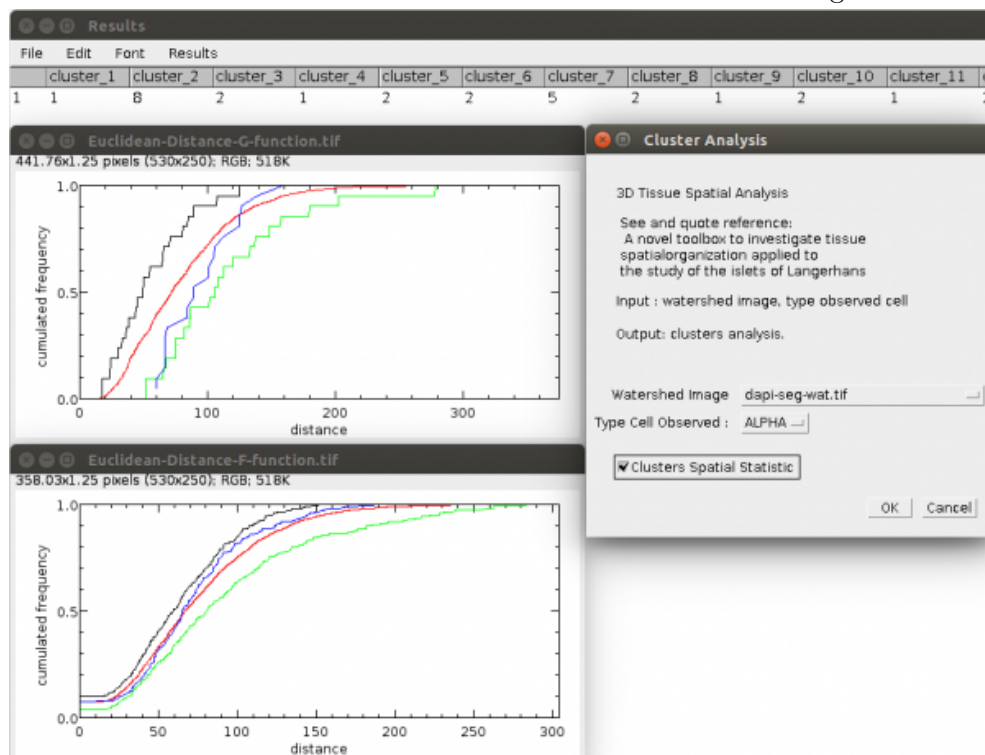 Results
File Edit Font Results
cluster_1 cluster_2 cluster_3 cluster_4 cluster_5 cluster_6 cluster_7 cluster_8 cluster_9 cluster_10 cluster_11
1 1 8 2 1 2 2 5 2 1 2 1
Euclidean-Distance-G-function.tif
441.76x1.25 pixels (530x250); RGB; 518K
1.0
0.5
0.0
cumulated frequency
0 100 200 300
distance
Euclidean-Distance-F-function.tif
358.03x1.25 pixels (530x250); RGB; 518K
1.0
0.5
0.0
cumulated frequency
0 50 100 150 200 250 300
distance
Cluster Analysis
3D Tissue Spatial Analysis
See and quote reference:
A novel toolbox to investigate tissue
spatialorganization applied to
the study of the islets of Langerhans
Input : watershed image, type observed cell
Output: clusters analysis.
Watershed Image dapi-seg-wat.tif
Type Cell Observed : ALPHA
Clusters Spatial Statistic
OK Cancel